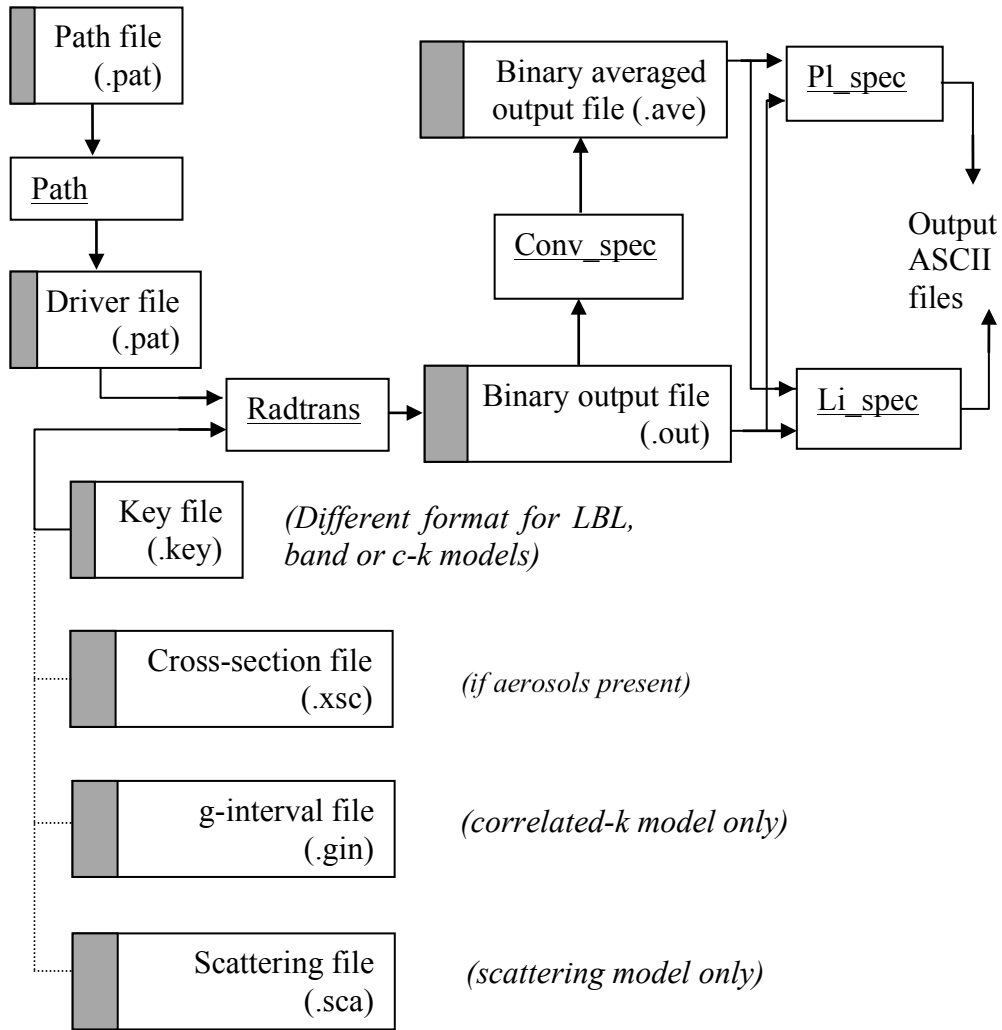 Path file
(.pat)
Path
Driver file
(.pat)
Binary averaged
output file (.ave)
Pl_spec
Conv_spec
Output
ASCII
files
Radtrans
Binary output file
(.out)
Li_spec
Key file
(.key)
(Different format for LBL,
band or c-k models)
Cross-section file
(.xsc)
(if aerosols present)
g-interval file
(.gin)
(correlated-k model only)
Scattering file
(.sca)
(scattering model only)